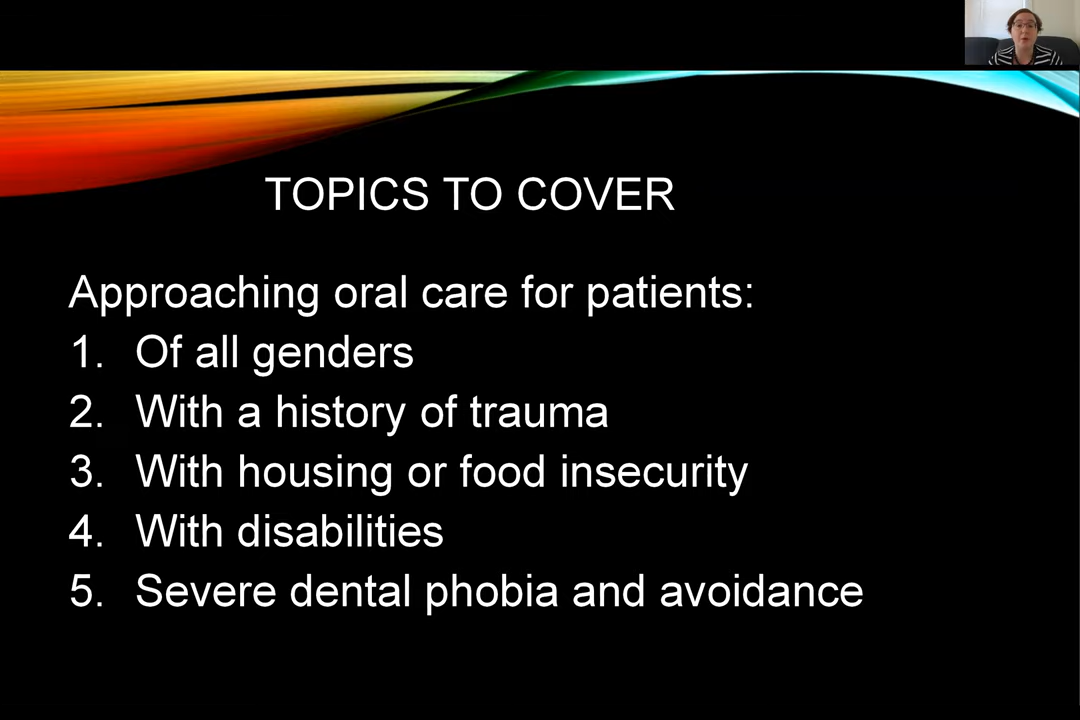 TOPICS TO COVER
Approaching oral care for patients:
1. Of all genders
2. With a history of trauma
3. With housing or food insecurity
4. With disabilities
5. Severe dental phobia and avoidance